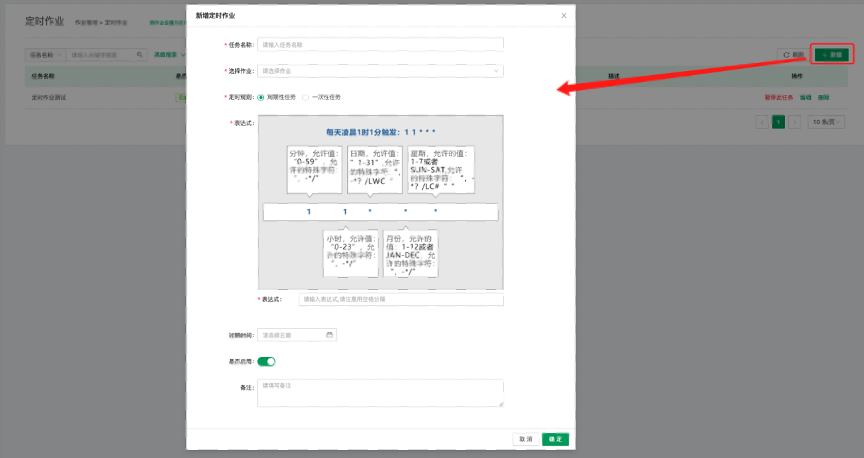 定时作业 作业管理 > 定时作业
新增定时作业
任务名称 请输入关键字搜索 高级搜索
刷新 + 新增
任务名称 描述 操作
定时作业测试 暂停此任务 编辑 删除
1 10 条/页
* 任务名称: 请输入任务名称
* 选择作业: 请选择作业
* 定时规则: 周期性任务 一次性任务
* 表达式:
每天凌晨1时1分触发: 1 1 * * *
分钟, 允许值:
"0-59", 允
许的特殊字符:
", -*/"
日期, 允许值:
"1-31",允许
的特殊字符: ",
-*? /LWC "
星期, 允许的值:
1-7或者
SUN-SAT,允许
的特殊字符: ",
-*? /LC# "
1 1 * * *
小时, 允许值:
"0-23", 允
许的特殊字符:
", -*/"
月份, 允许的
值: 1-12或者
JAN-DEC, 允
许的特殊字符:
", -*/"
* 表达式: 请输入表达式,请注意用空格分隔
到期时间: 请选择日期
是否启用:
备注: 请填写备注
取 消 确 定